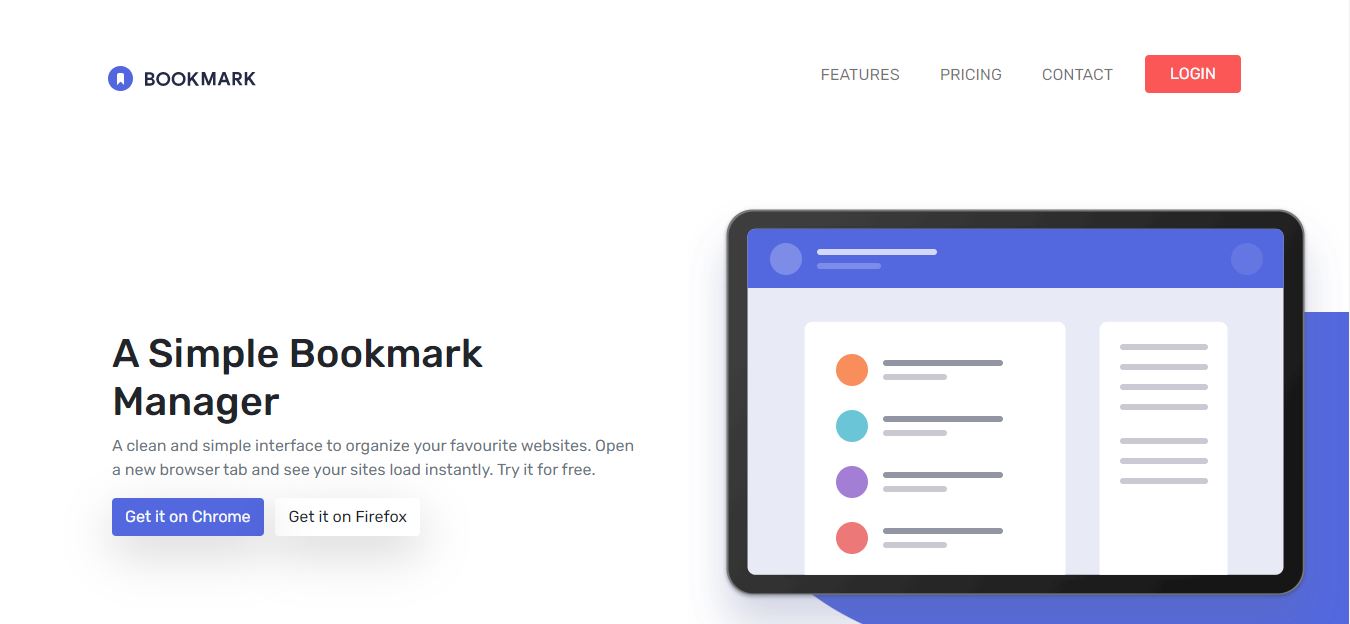 BOOKMARK
FEATURES
PRICING
CONTACT
LOGIN
A Simple Bookmark
Manager
A clean and simple interface to organize your favourite websites. Open
a new browser tab and see your sites load instantly. Try it for free.
Get it on Chrome
Get it on Firefox